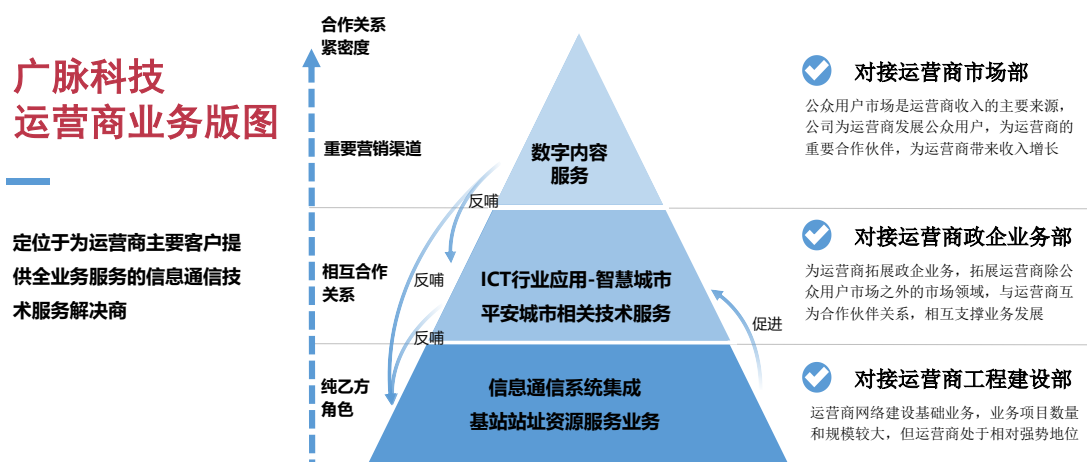 广脉科技
运营商业务版图
定位于为运营商主要客户提
供全业务服务的信息通信技
术服务解决商
合作关系
紧密度
重要营销渠道
相互合作
关系
纯乙方
角色
数字内容
服务
反哺
ICT行业应用-智慧城市
平安城市相关技术服务
反哺
反哺
促进
信息通信系统集成
基站站址资源服务业务
对接运营商市场部
公众用户市场是运营商收入的主要来源，
公司为运营商发展公众用户，为运营商的
重要合作伙伴，为运营商带来收入增长
对接运营商政企业务部
为运营商拓展政企业务，拓展运营商除公
众用户市场之外的市场领域，与运营商互
为合作伙伴关系，相互支撑业务发展
对接运营商工程建设部
运营商网络建设基础业务，业务项目数量
和规模较大，但运营商处于相对强势地位